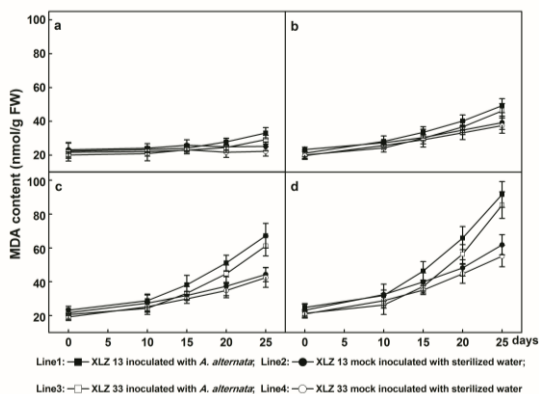 a
b
100
80
60
40
20
c
d
100
80
60
40
20
MDA content (nmol/g FW)
0 5 10 15 20 25 0 5 10 15 20 25 days
Line1: XLZ 13 inoculated with A. alternata; Line2: XLZ 13 mock inoculated with sterilized water;
Line3: XLZ 33 inoculated with A. alternata; Line4: XLZ 33 mock inoculated with sterilized water